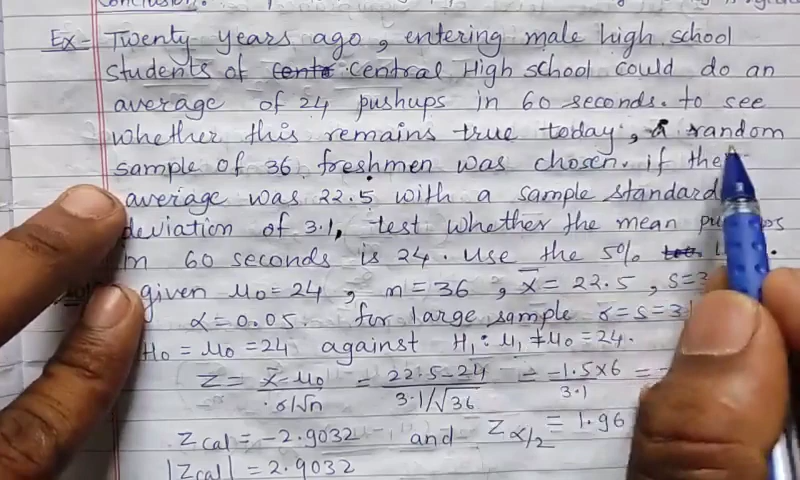 Conclusion.
Ex- Twenty years ago, entering male high school
students of central High school could do an
average of 24 pushups in 60 seconds. to see
whether this remains true today, a random
sample of 36 freshmen was chosen. if the
average was 22.5 with a sample standard
deviation of 3.1, test whether the mean
in 60 seconds is 24. use the 5%
given μ0=24, n=36, x̄=22.5, s=3
α=0.05. for large sample σ=s=3.1
H0=μ0=24 against H1:μ1≠μ0=24.
Z= x̄-μ0/σ/√n = 22.5-24/3.1/√36 = -1.5×6/3.1 = -
Zcal=-2.9032 and Zα/2=1.96
|Zcal|=2.9032